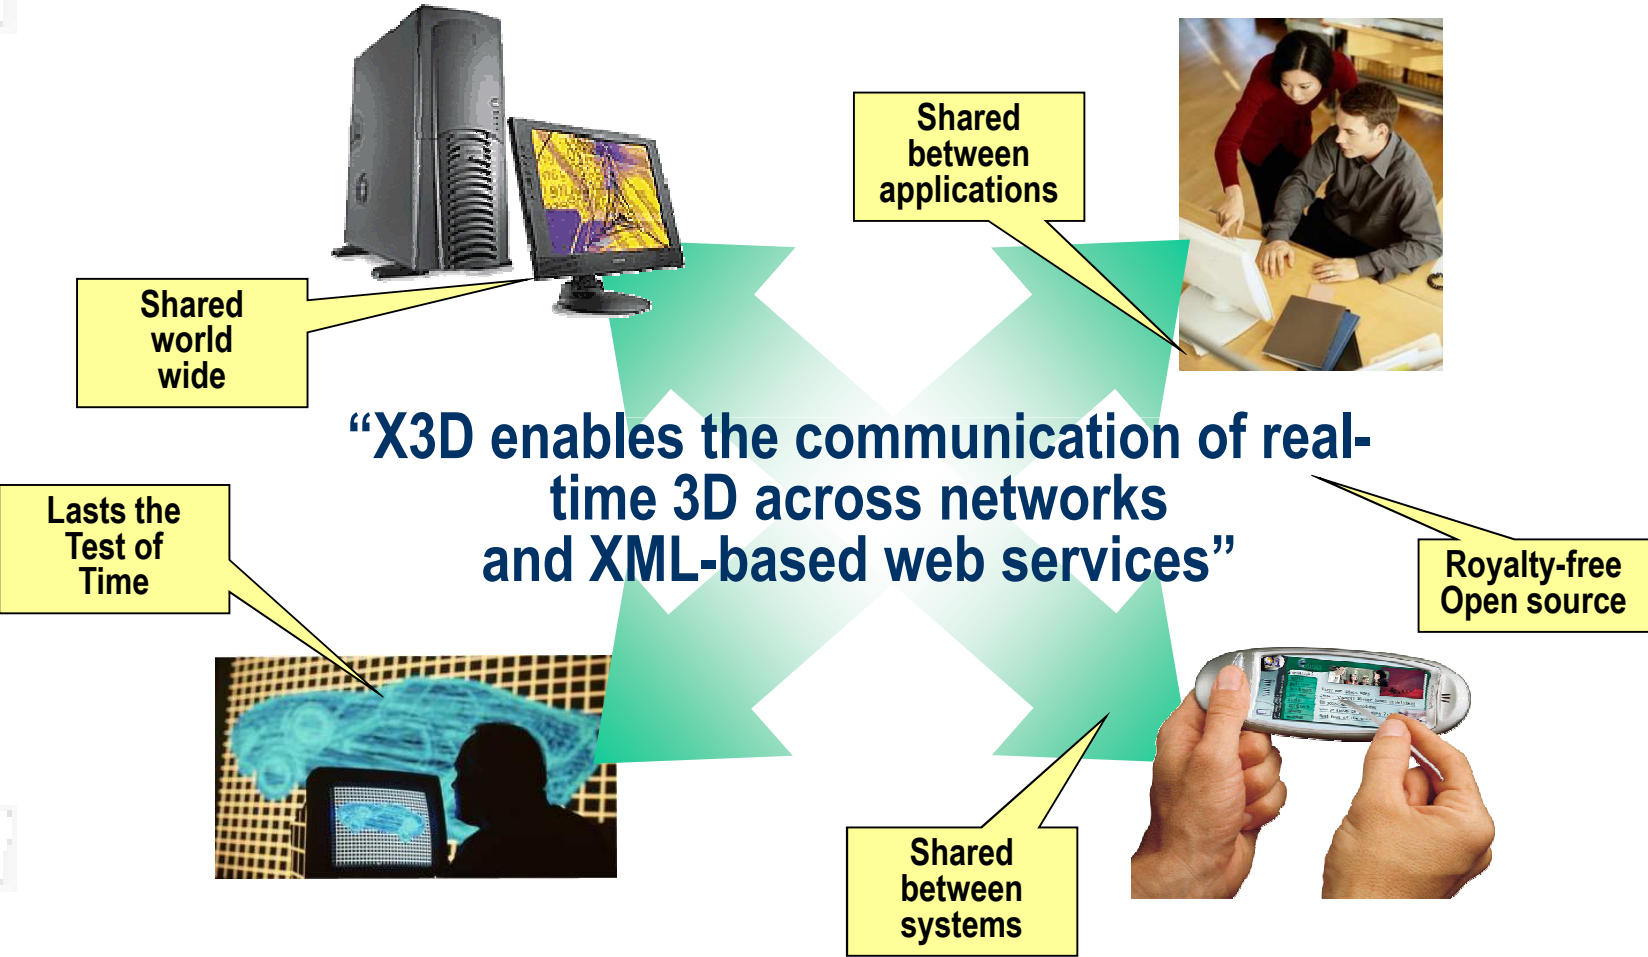 Shared
between
applications
Shared
world
wide
“X3D enables the communication of real-
time 3D across networks
and XML-based web services”
Lasts the
Test of
Time
Royalty-free
Open source
Shared
between
systems